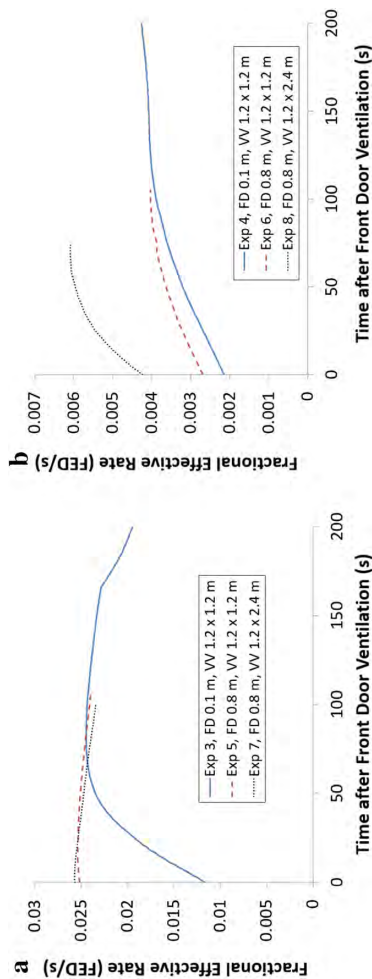 a
Fractional Effective Rate (FED/s)
0.03
0.025
0.02
0.015
0.01
0.005
0
0 50 100 150 200
Time after Front Door Ventilation (s)
Exp 3, FD 0.1 m, VV 1.2 x 1.2 m
Exp 5, FD 0.8 m, VV 1.2 x 1.2 m
Exp 7, FD 0.8 m, VV 1.2 x 2.4 m
b
Fractional Effective Rate (FED/s)
0.007
0.006
0.005
0.004
0.003
0.002
0.001
0
0 50 100 150 200
Time after Front Door Ventilation (s)
Exp 4, FD 0.1 m, VV 1.2 x 1.2 m
Exp 6, FD 0.8 m, VV 1.2 x 1.2 m
Exp 8, FD 0.8 m, VV 1.2 x 2.4 m